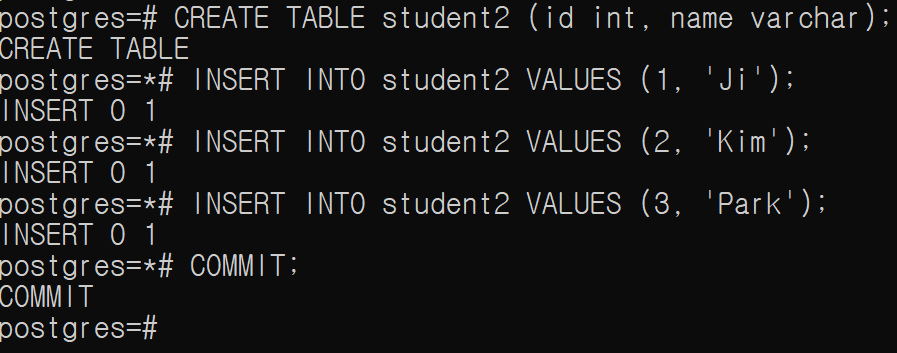 postgres=# CREATE TABLE student2 (id int, name varchar);
CREATE TABLE
postgres=*# INSERT INTO student2 VALUES (1, 'Ji');
INSERT 0 1
postgres=*# INSERT INTO student2 VALUES (2, 'Kim');
INSERT 0 1
postgres=*# INSERT INTO student2 VALUES (3, 'Park');
INSERT 0 1
postgres=*# COMMIT;
COMMIT
postgres=#